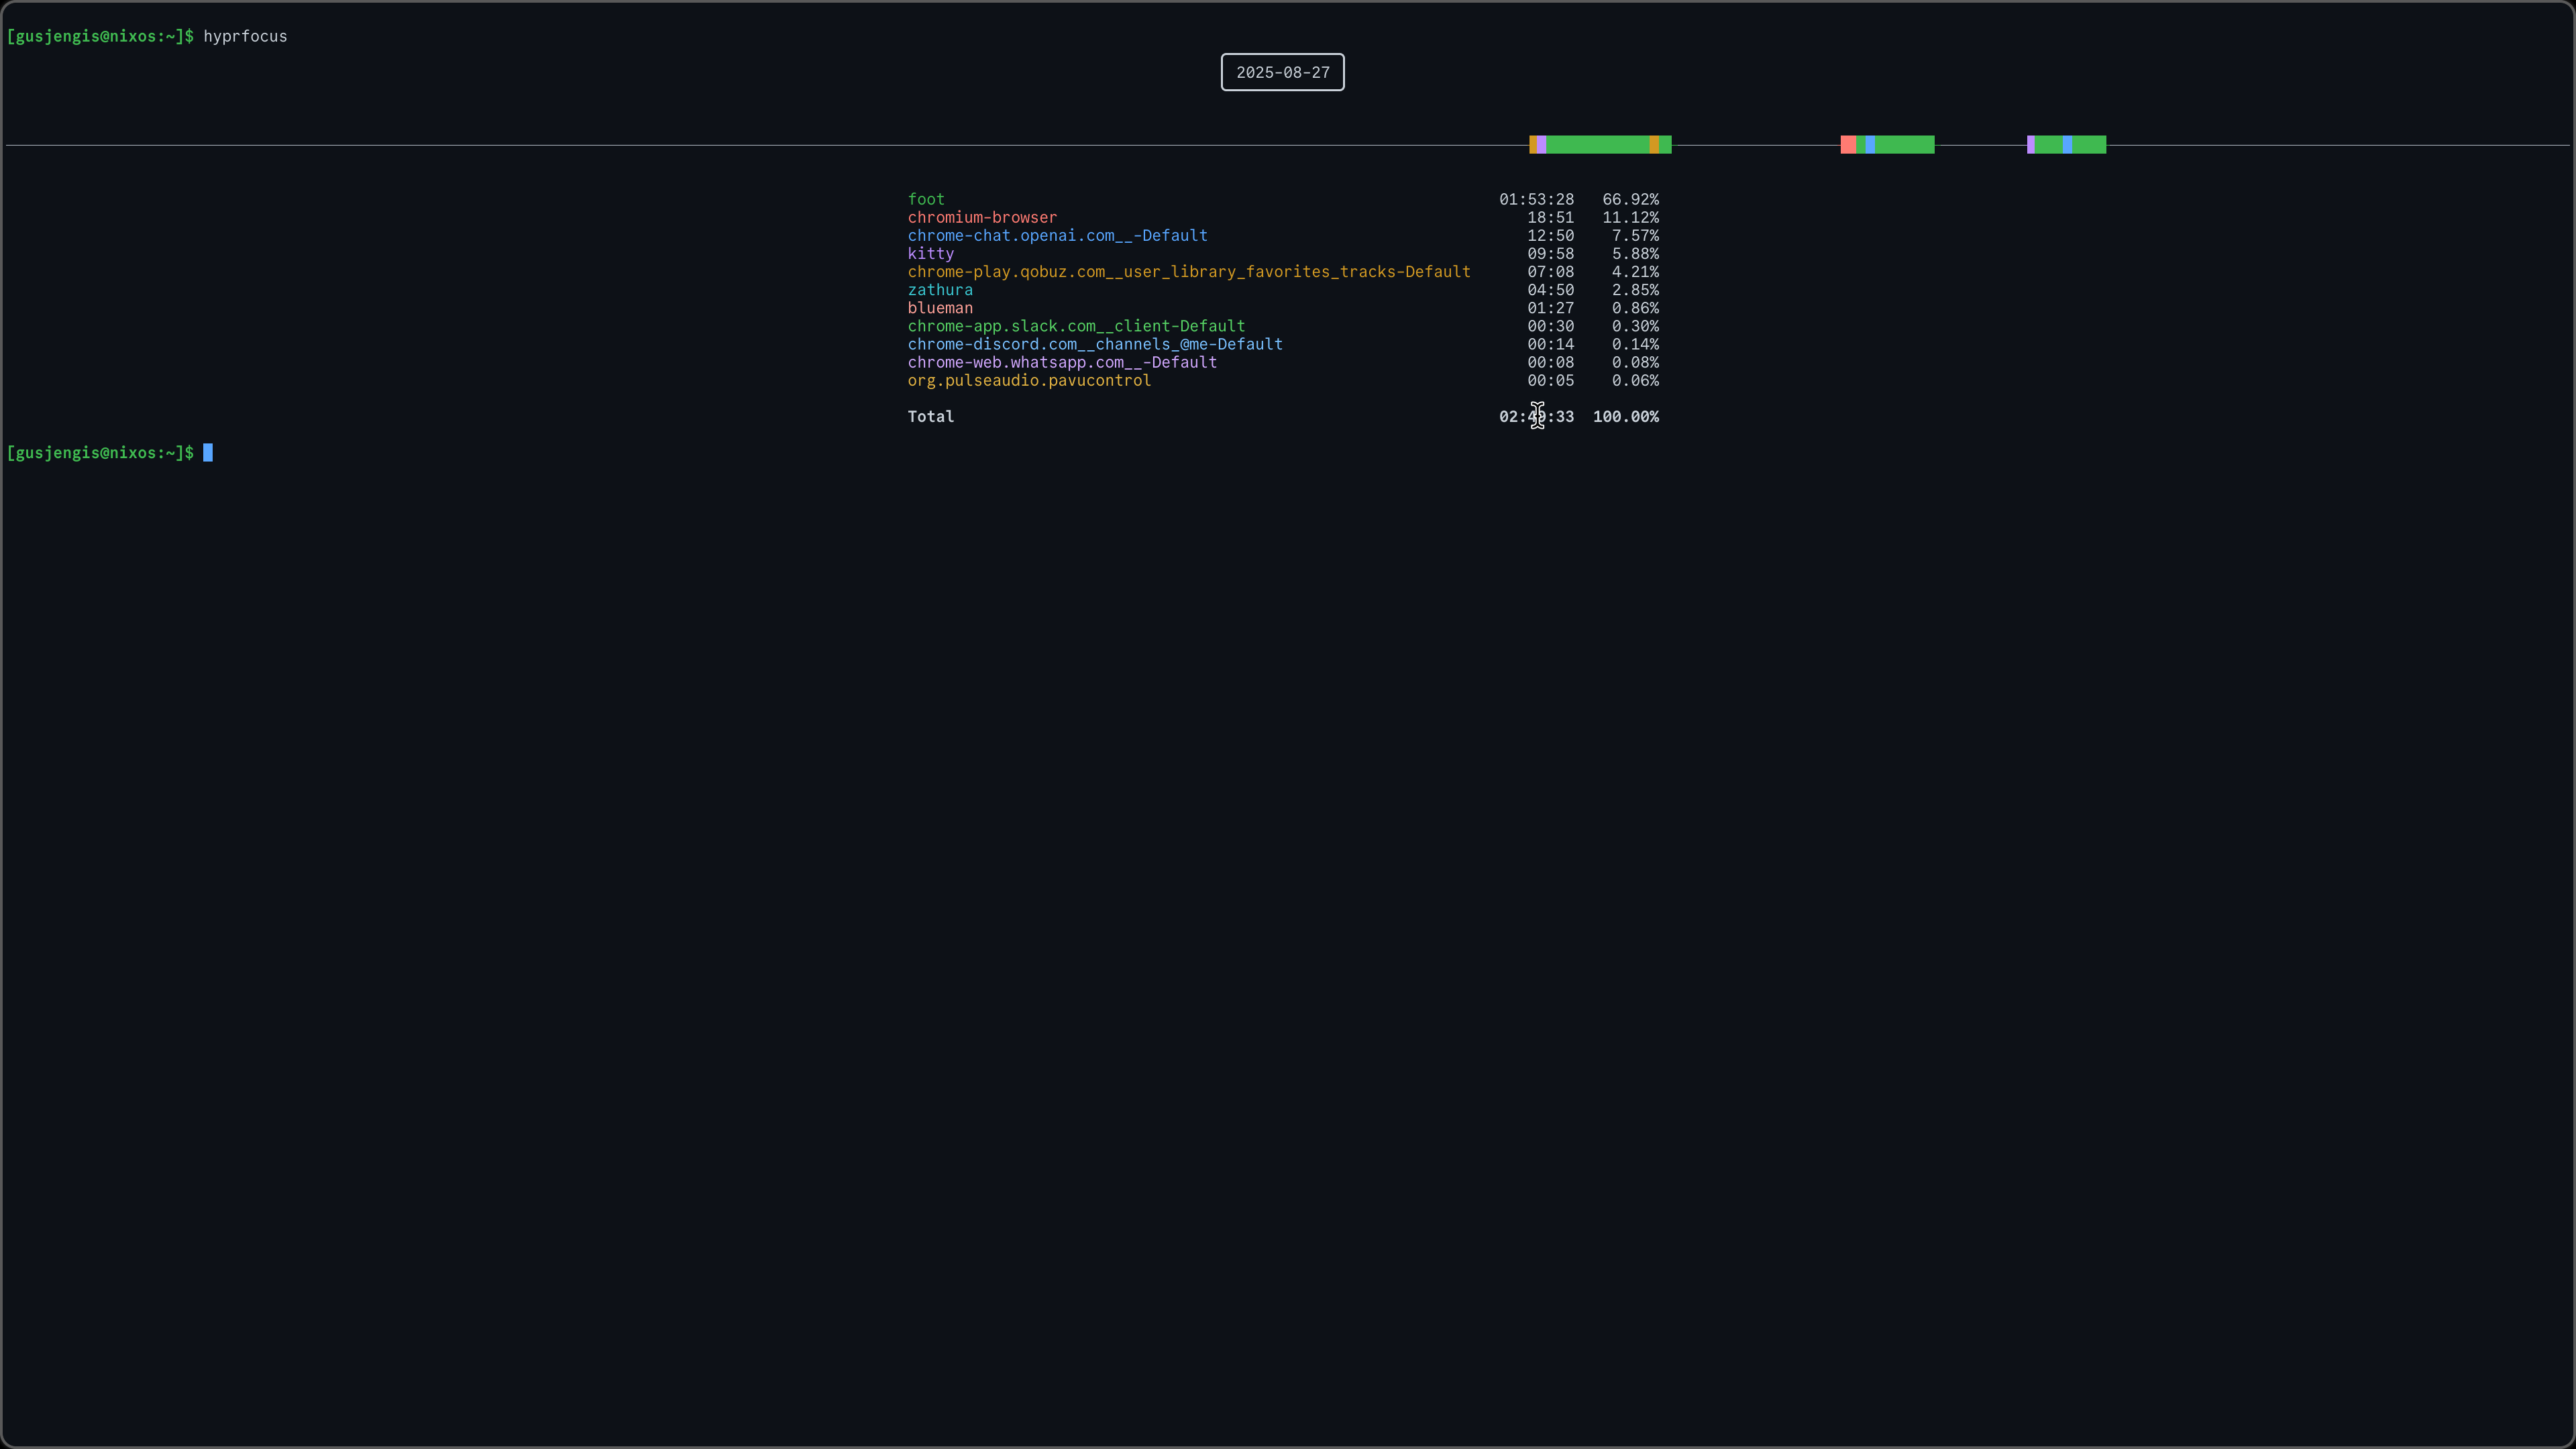 [gusjengis@nixos:~]$ hyprfocus
2025-08-27
foot 01:53:28 66.92%
chromium-browser 18:51 11.12%
chrome-chat.openai.com__-Default 12:50 7.57%
kitty 09:58 5.88%
chrome-play.qobuz.com__user_library_favorites_tracks-Default 07:08 4.21%
zathura 04:50 2.85%
blueman 01:27 0.86%
chrome-app.slack.com__client-Default 00:30 0.30%
chrome-discord.com__channels_@me-Default 00:14 0.14%
chrome-web.whatsapp.com__-Default 00:08 0.08%
org.pulseaudio.pavucontrol 00:05 0.06%
Total 100.00%
[gusjengis@nixos:~]$